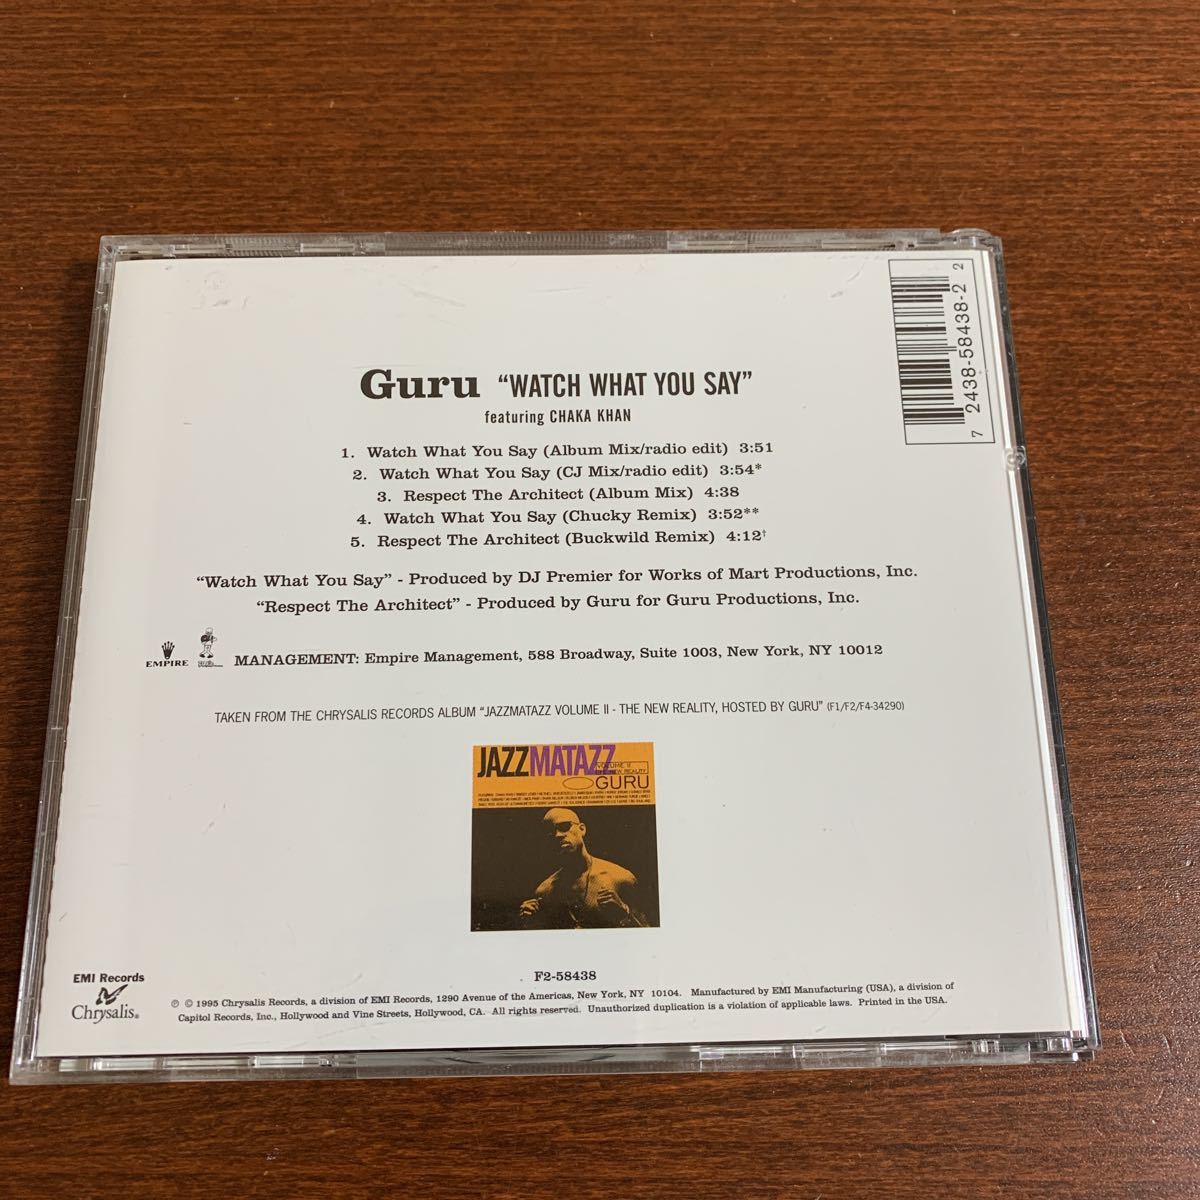 Guru “WATCH WHAT YOU SAY”
featuring CHAKA KHAN
1. Watch What You Say (Album Mix/radio edit) 3:51
2. Watch What You Say (CJ Mix/radio edit) 3:54*
3. Respect The Architect (Album Mix) 4:38
4. Watch What You Say (Chucky Remix) 3:52**
5. Respect The Architect (Buckwild Remix) 4:12†
“Watch What You Say” - Produced by DJ Premier for Works of Mart Productions, Inc.
“Respect The Architect” - Produced by Guru for Guru Productions, Inc.
EMPIRE
MANAGEMENT: Empire Management, 588 Broadway, Suite 1003, New York, NY 10012
TAKEN FROM THE CHRYSALIS RECORDS ALBUM “JAZZMATAZZ VOLUME II - THE NEW REALITY, HOSTED BY GURU” (F1/F2/F4-34290)
JAZZMATAZZ
VOLUME II
THE NEW REALITY
GURU
F2-58438
EMI Records
Chrysalis®
℗ © 1995 Chrysalis Records, a division of EMI Records, 1290 Avenue of the Americas, New York, NY 10104. Manufactured by EMI Manufacturing (USA), a division of
Capitol Records, Inc., Hollywood and Vine Streets, Hollywood, CA. All rights reserved. Unauthorized duplication is a violation of applicable laws. Printed in the USA.
7 2438-58438-2 2